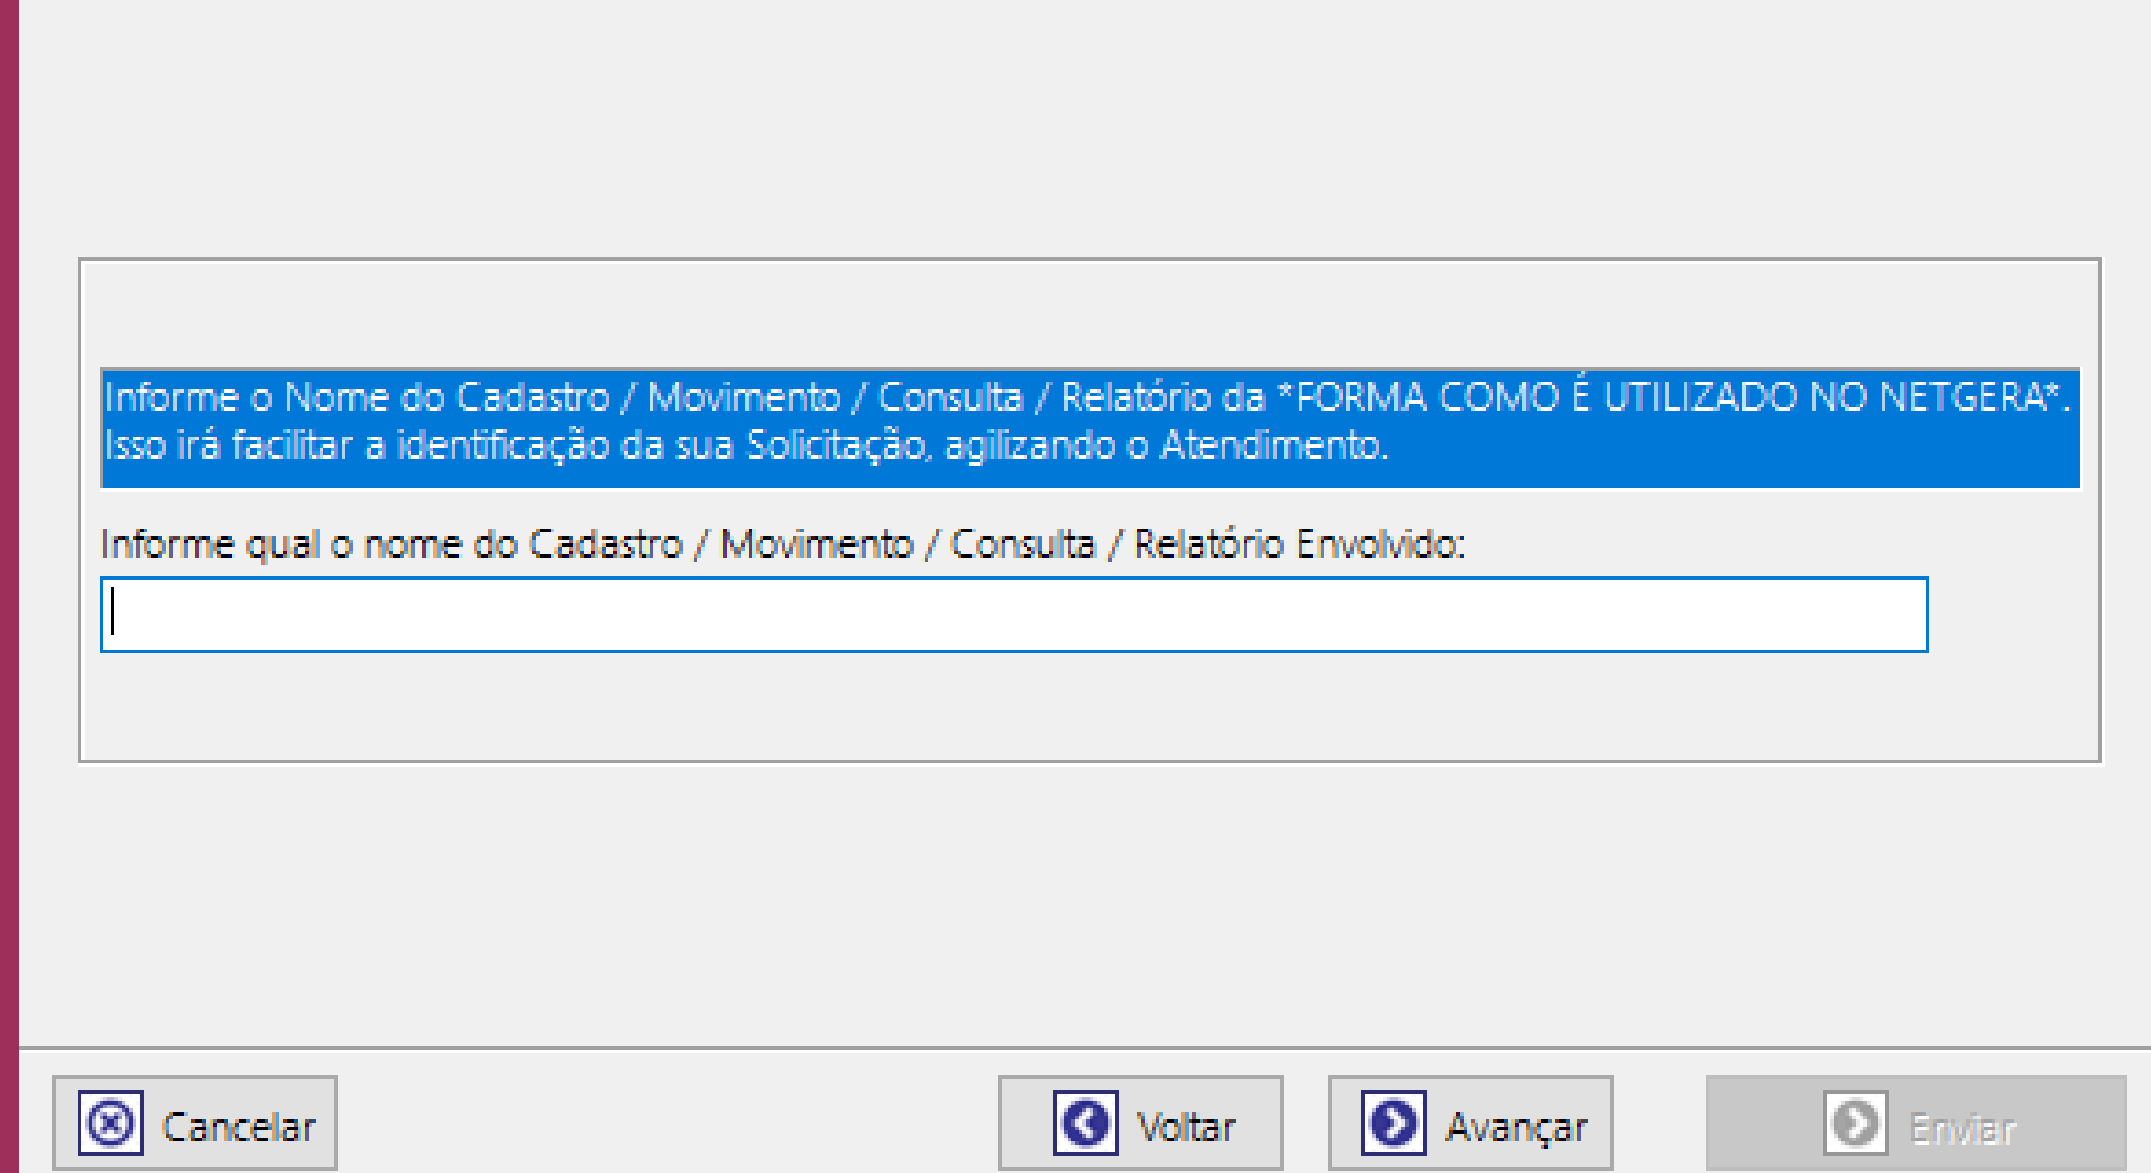 Informe o Nome do Cadastro / Movimento / Consulta / Relatório da *FORMA COMO É UTILIZADO NO NETGERA*.
Isso irá facilitar a identificação da sua Solicitação, agilizando o Atendimento.
Informe qual o nome do Cadastro / Movimento / Consulta / Relatório Envolvido:
Cancelar Voltar Avançar Enviar